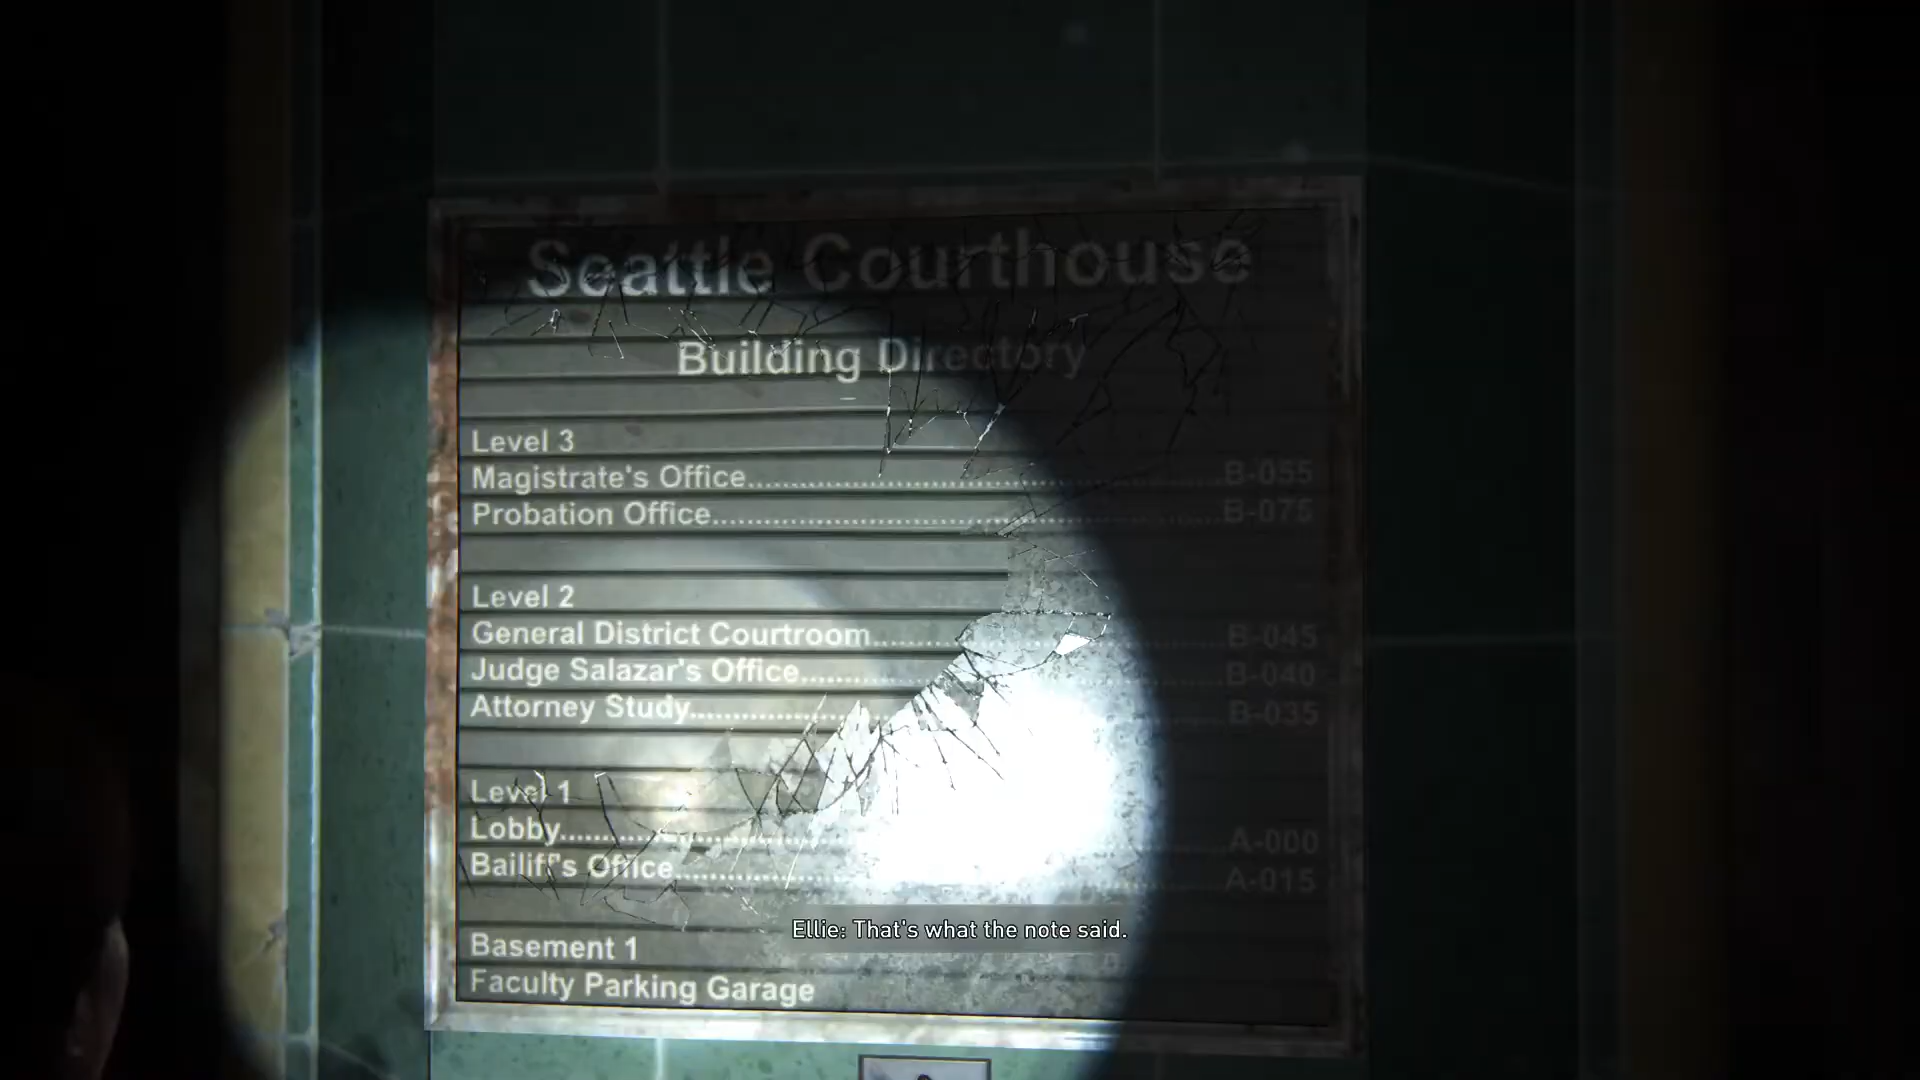 Seattle Courthouse
Building Directory
Level 3
Magistrate's Office........................................B-055
Probation Office...........................................B-075
Level 2
General District Courtroom.................................B-045
Judge Salazar's Office.....................................B-040
Attorney Study.............................................B-035
Level 1
Lobby......................................................A-000
Bailiff's Office...........................................A-015
Ellie: That's what the note said.
Basement 1
Faculty Parking Garage